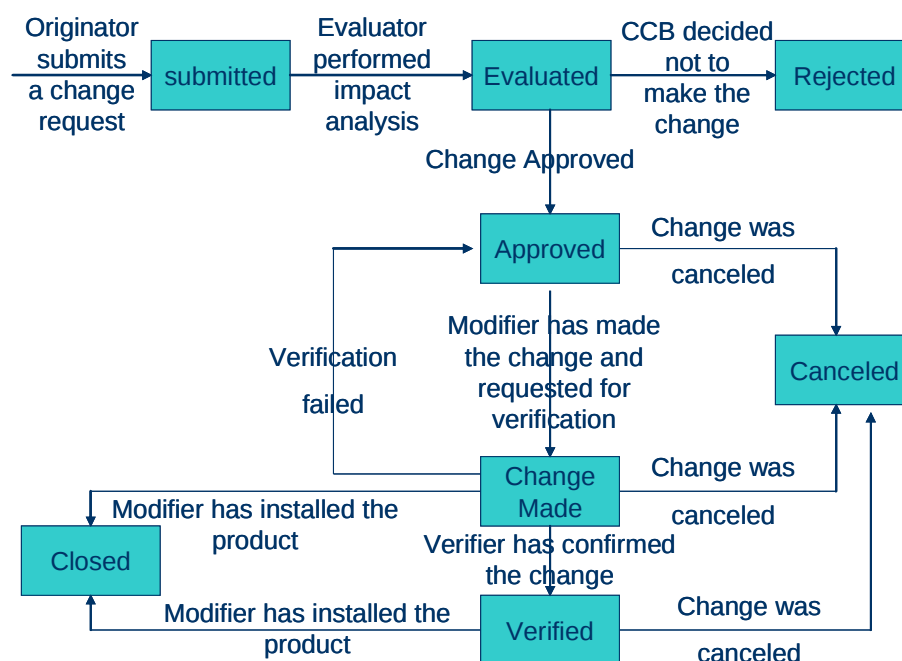 Originator
submits
a change
request
submitted
Evaluator
performed
impact
analysis
Evaluated
CCB decided
not to
make the
change
Rejected
Change Approved
Approved
Change was
canceled
Modifier has made
the change and
requested for
verification
Verification
failed
Canceled
Change
Made
Change was
canceled
Modifier has installed the
product
Closed
Verifier has confirmed
the change
Modifier has installed the
product
Verified
Change was
canceled